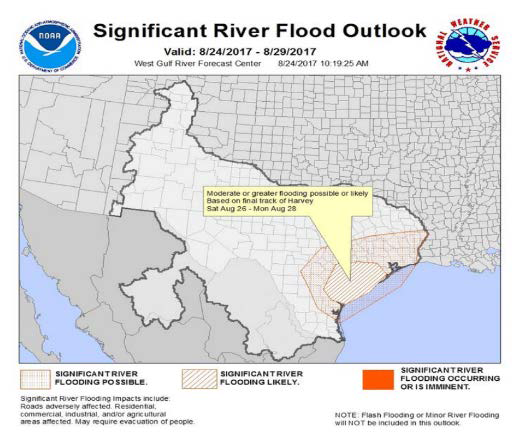 Significant River Flood Outlook
Valid: 8/24/2017 - 8/29/2017
West Gulf River Forecast Center 8/24/2017 10:19:25 AM
NOAA
NATIONAL WEATHER SERVICE
Moderate or greater flooding possible or likely
Based on final track of Harvey
Sat Aug 26 - Mon Aug 28
SIGNIFICANT RIVER
FLOODING POSSIBLE.
SIGNIFICANT RIVER
FLOODING LIKELY.
SIGNIFICANT RIVER
FLOODING OCCURRING
OR IS IMMINENT.
Significant River Flooding Impacts include:
Roads adversely affected. Residential,
commercial, industrial, and/or agricultural
areas affected. May require evacuation of people.
NOTE: Flash Flooding or Minor River Flooding
will NOT be included in this outlook.